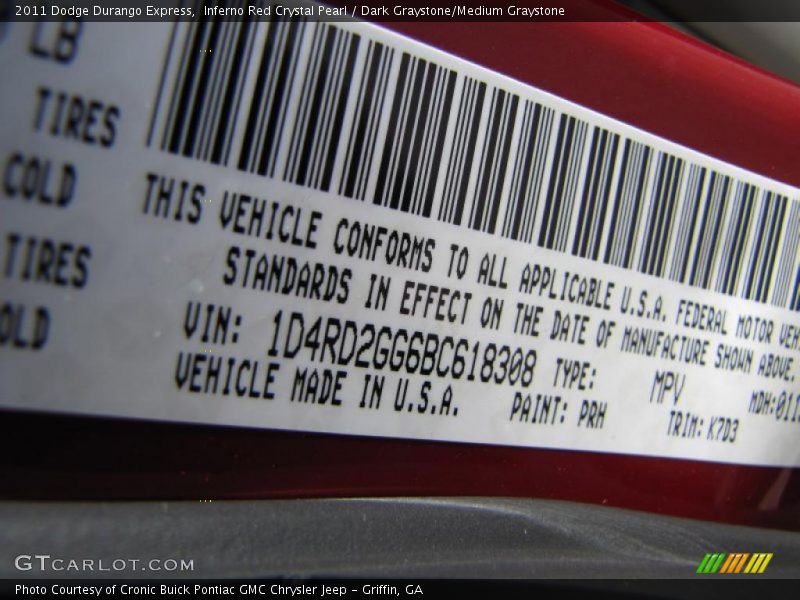 2011 Dodge Durango Express, Inferno Red Crystal Pearl / Dark Graystone/Medium Graystone
LB
TIRES
COLD
TIRES
THIS VEHICLE CONFORMS TO ALL APPLICABLE U.S.A. FEDERAL MOTOR
STANDARDS IN EFFECT ON THE DATE OF MANUFACTURE SHOWN ABOVE.
VIN: 1D4RD2GG6BC618308 TYPE: MPV MDH:
VEHICLE MADE IN U.S.A. PAINT: PRH TRIM: K7D3
GTCARLOT.COM
Photo Courtesy of Cronic Buick Pontiac GMC Chrysler Jeep - Griffin, GA